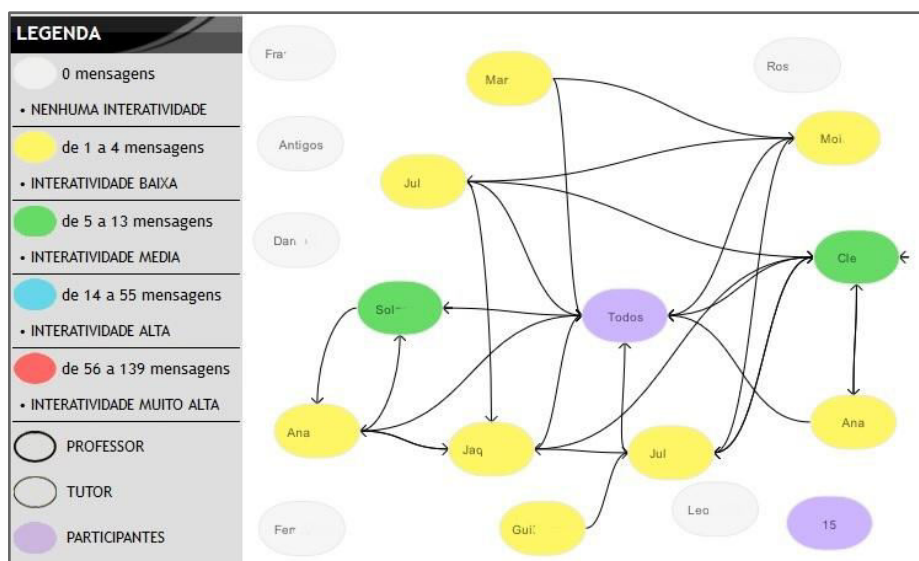 LEGENDA
0 mensagens
• NENHUMA INTERATIVIDADE
de 1 a 4 mensagens
• INTERATIVIDADE BAIXA
de 5 a 13 mensagens
• INTERATIVIDADE MEDIA
de 14 a 55 mensagens
• INTERATIVIDADE ALTA
de 56 a 139 mensagens
• INTERATIVIDADE MUITO ALTA
PROFESSOR
TUTOR
PARTICIPANTES
Fra
Mar
Ros
Antigos
Moi
Jul
Dan
Cle
Sol
Todos
Ana
Jaq
Jul
Ana
Fer
Gui
Leo
15